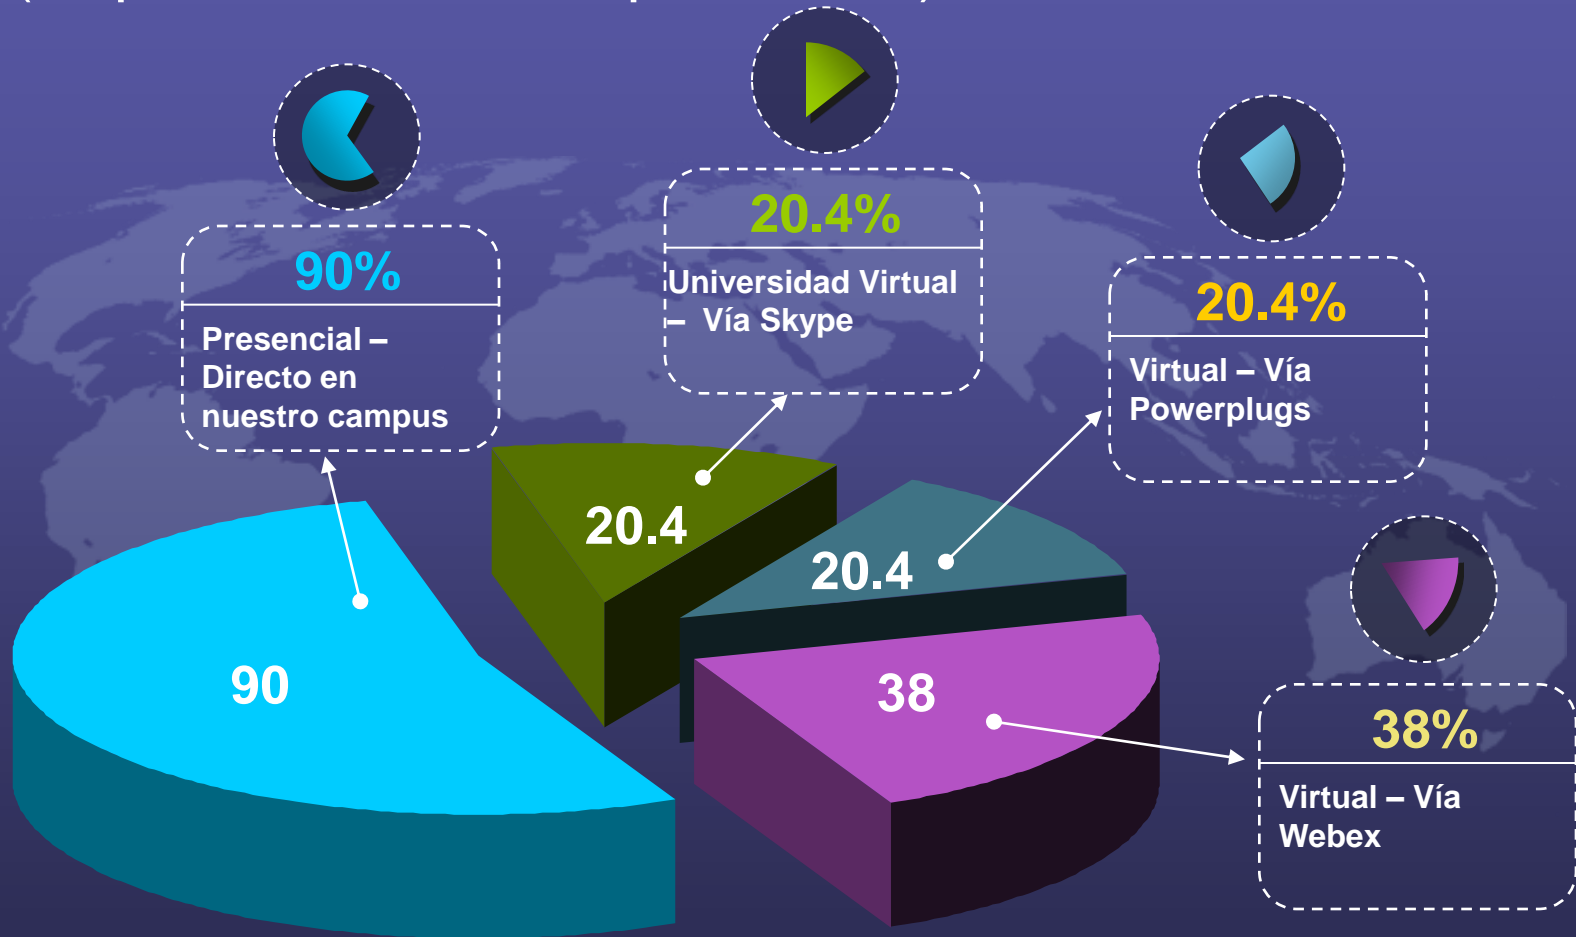 90%
Presencial –
Directo en
nuestro campus
20.4%
Universidad Virtual
– Vía Skype
20.4%
Virtual – Vía
Powerplugs
38%
Virtual – Vía
Webex
90
20.4
20.4
38